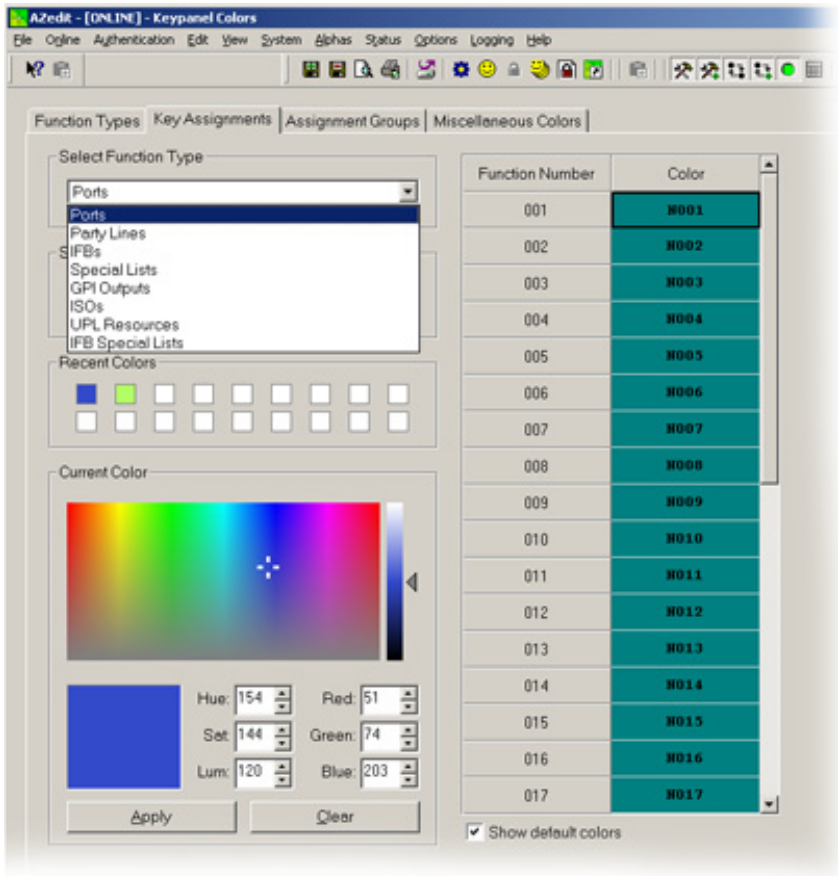 AZedit - [ONLINE] - Keypanel Colors
File Online Authentication Edit View System Alphas Status Options Logging Help
Function Types Key Assignments Assignment Groups Miscellaneous Colors
Select Function Type
Ports
Ports
Party Lines
IFBs
Special Lists
GPI Outputs
ISOs
UPL Resources
IFB Special Lists
Recent Colors
Current Color
Hue: 154 Red: 51
Sat: 144 Green: 74
Lum: 120 Blue: 203
Apply Clear
Function Number Color
001 N001
002 N002
003 N003
004 N004
005 N005
006 N006
007 N007
008 N008
009 N009
010 N010
011 N011
012 N012
013 N013
014 N014
015 N015
016 N016
017 N017
Show default colors